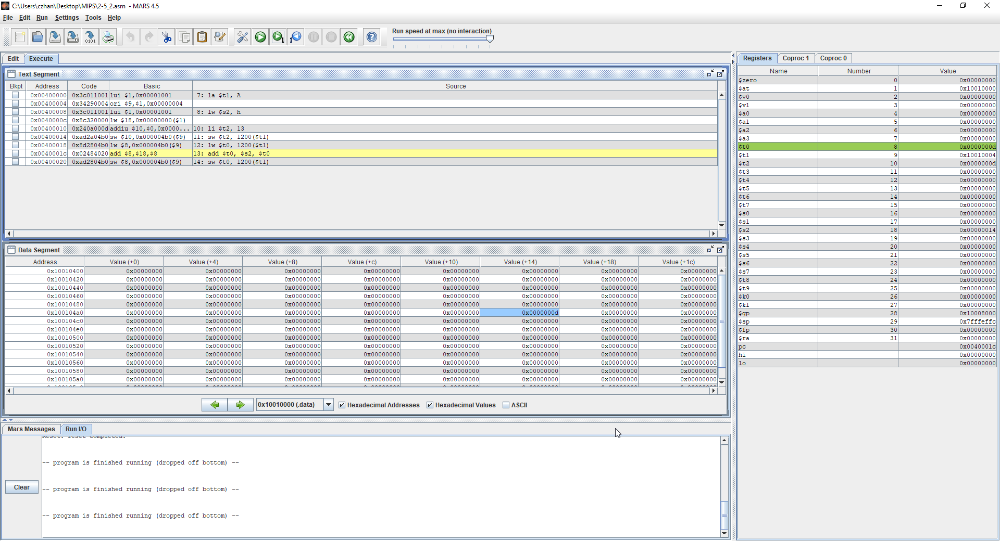 C:\Users\czhan\Desktop\MIPS\2-5_2.asm - MARS 4.5
File Edit Run Settings Tools Help
Run speed at max (no interaction)
Edit Execute
Text Segment
Bkpt Address Code Basic Source
0x00400000 0x3c011001 lui $1,0x00001001 7: la $t1, A
0x00400004 0x34290004 ori $9,$1,0x00000004
0x00400008 0x3c011001 lui $1,0x00001001 8: lw $s2, h
0x0040000c 0x8c320000 lw $18,0x00000000($1)
0x00400010 0x240a000d addiu $10,$0,0x0000... 10: li $t2, 13
0x00400014 0xad2a04b0 sw $10,0x000004b0($9) 11: sw $t2, 1200($t1)
0x00400018 0x8d2804b0 lw $8,0x000004b0($9) 12: lw $t0, 1200($t1)
0x0040001c 0x02484020 add $8,$18,$8 13: add $t0, $s2, $t0
0x00400020 0xad2804b0 sw $8,0x000004b0($9) 14: sw $t0, 1200($t1)
Data Segment
Address Value (+0) Value (+4) Value (+8) Value (+c) Value (+10) Value (+14) Value (+18) Value (+1c)
0x10010400 0x00000000 0x00000000 0x00000000 0x00000000 0x00000000 0x00000000 0x00000000 0x00000000
0x10010420 0x00000000 0x00000000 0x00000000 0x00000000 0x00000000 0x00000000 0x00000000 0x00000000
0x10010440 0x00000000 0x00000000 0x00000000 0x00000000 0x00000000 0x00000000 0x00000000 0x00000000
0x10010460 0x00000000 0x00000000 0x00000000 0x00000000 0x00000000 0x00000000 0x00000000 0x00000000
0x10010480 0x00000000 0x00000000 0x00000000 0x00000000 0x00000000 0x00000000 0x00000000 0x00000000
0x100104a0 0x00000000 0x00000000 0x00000000 0x00000000 0x00000000 0x0000000d 0x00000000 0x00000000
0x100104c0 0x00000000 0x00000000 0x00000000 0x00000000 0x00000000 0x00000000 0x00000000 0x00000000
0x100104e0 0x00000000 0x00000000 0x00000000 0x00000000 0x00000000 0x00000000 0x00000000 0x00000000
0x10010500 0x00000000 0x00000000 0x00000000 0x00000000 0x00000000 0x00000000 0x00000000 0x00000000
0x10010520 0x00000000 0x00000000 0x00000000 0x00000000 0x00000000 0x00000000 0x00000000 0x00000000
0x10010540 0x00000000 0x00000000 0x00000000 0x00000000 0x00000000 0x00000000 0x00000000 0x00000000
0x10010560 0x00000000 0x00000000 0x00000000 0x00000000 0x00000000 0x00000000 0x00000000 0x00000000
0x10010580 0x00000000 0x00000000 0x00000000 0x00000000 0x00000000 0x00000000 0x00000000 0x00000000
0x100105a0 0x00000000 0x00000000 0x00000000 0x00000000 0x00000000 0x00000000 0x00000000 0x00000000
0x10010000 (.data) Hexadecimal Addresses Hexadecimal Values ASCII
Mars Messages Run I/O
Reset: reset completed.
-- program is finished running (dropped off bottom) --
-- program is finished running (dropped off bottom) --
-- program is finished running (dropped off bottom) --
Clear
Registers Coproc 1 Coproc 0
Name Number Value
$zero 0 0x00000000
$at 1 0x10010000
$v0 2 0x00000000
$v1 3 0x00000000
$a0 4 0x00000000
$a1 5 0x00000000
$a2 6 0x00000000
$a3 7 0x00000000
$t0 8 0x0000000d
$t1 9 0x10010004
$t2 10 0x0000000d
$t3 11 0x00000000
$t4 12 0x00000000
$t5 13 0x00000000
$t6 14 0x00000000
$t7 15 0x00000000
$s0 16 0x00000000
$s1 17 0x00000000
$s2 18 0x00000014
$s3 19 0x00000000
$s4 20 0x00000000
$s5 21 0x00000000
$s6 22 0x00000000
$s7 23 0x00000000
$t8 24 0x00000000
$t9 25 0x00000000
$k0 26 0x00000000
$k1 27 0x00000000
$gp 28 0x10008000
$sp 29 0x7fffeffc
$fp 30 0x00000000
$ra 31 0x00000000
pc 0x0040001c
hi 0x00000000
lo 0x00000000